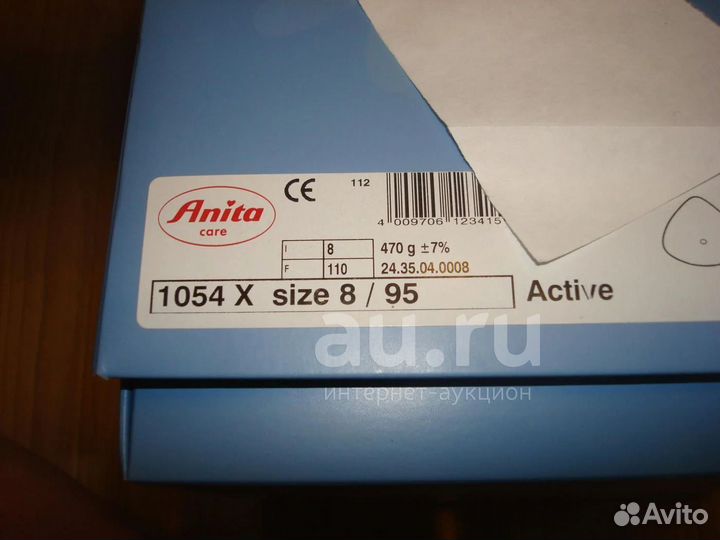 CE
112
Anita
care
4 009706 123415
I 8 470 g ±7%
F 110 24.35.04.0008
1054 X size 8 / 95
Active
au.ru
интернет-аукцион
Avito